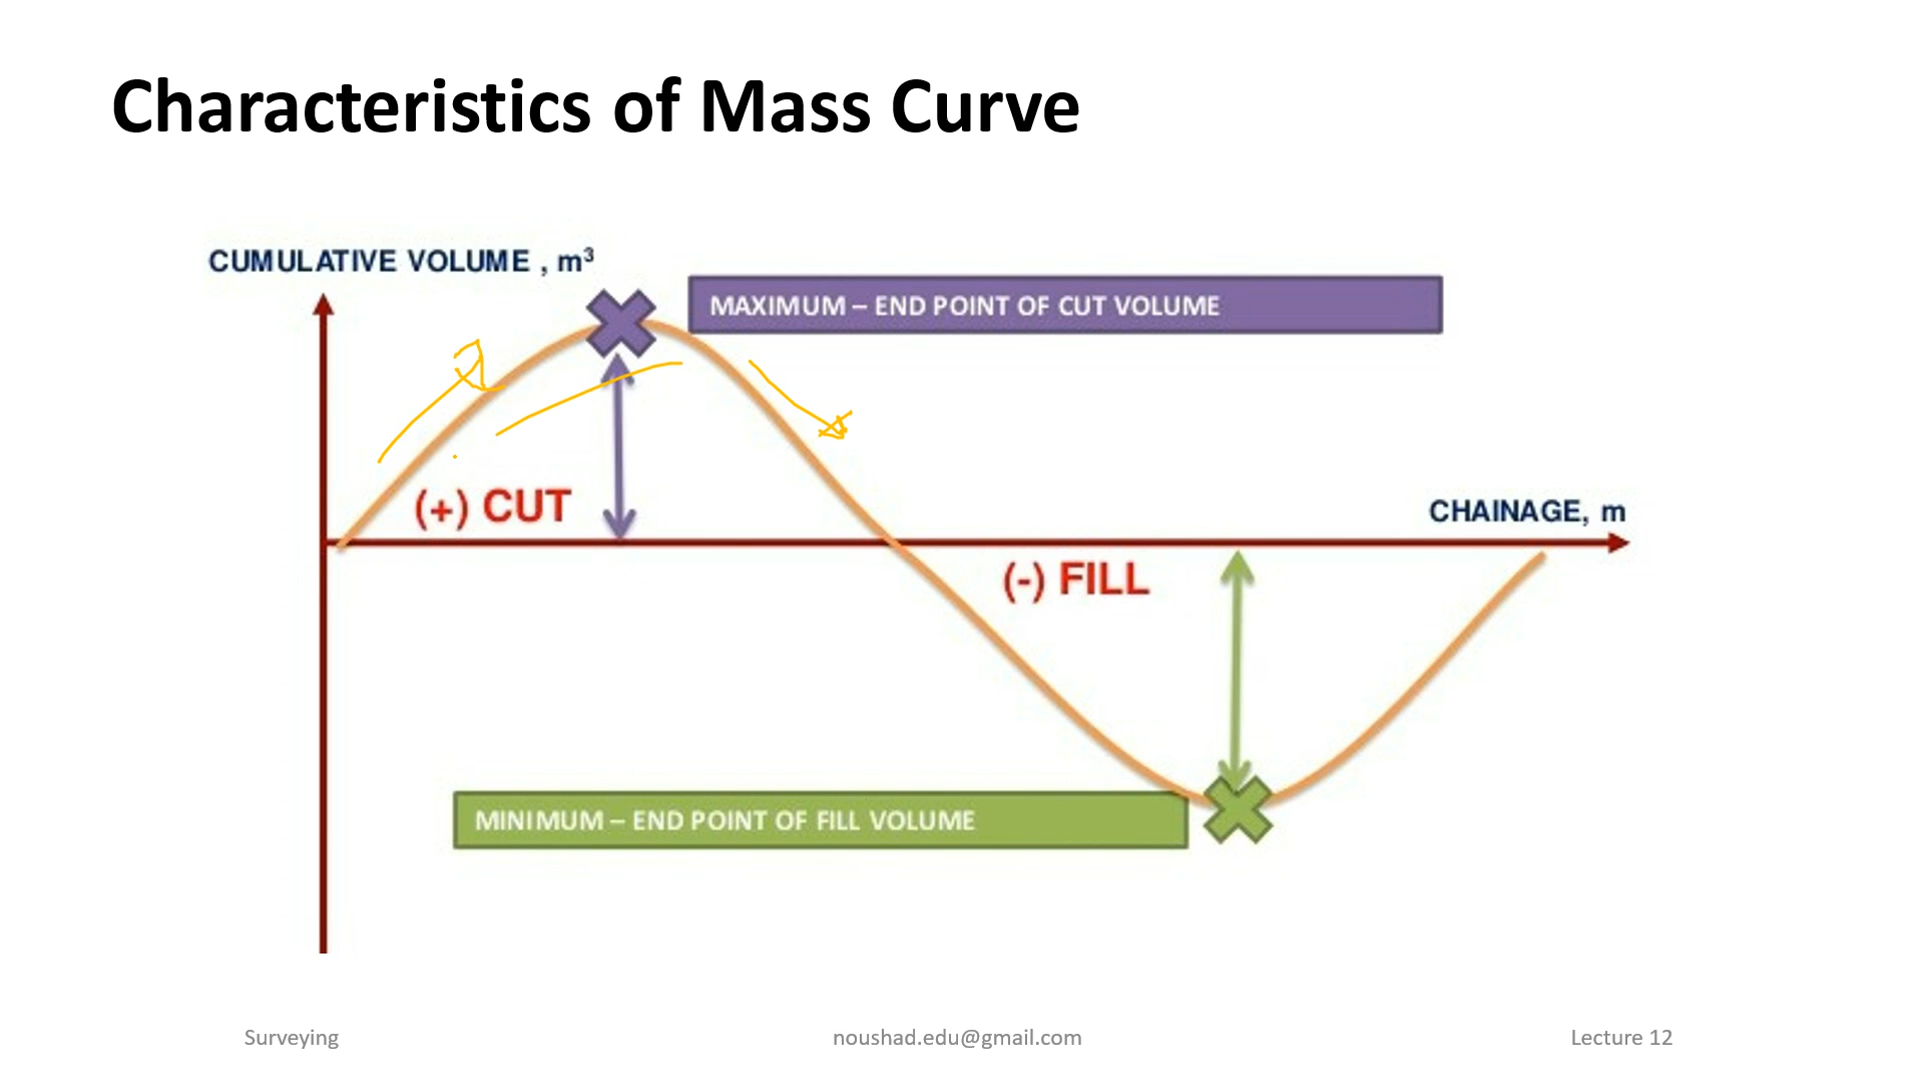 Characteristics of Mass Curve
CUMULATIVE VOLUME , m³
MAXIMUM – END POINT OF CUT VOLUME
(+) CUT
CHAINAGE, m
(-) FILL
MINIMUM – END POINT OF FILL VOLUME
Surveying
noushad.edu@gmail.com
Lecture 12